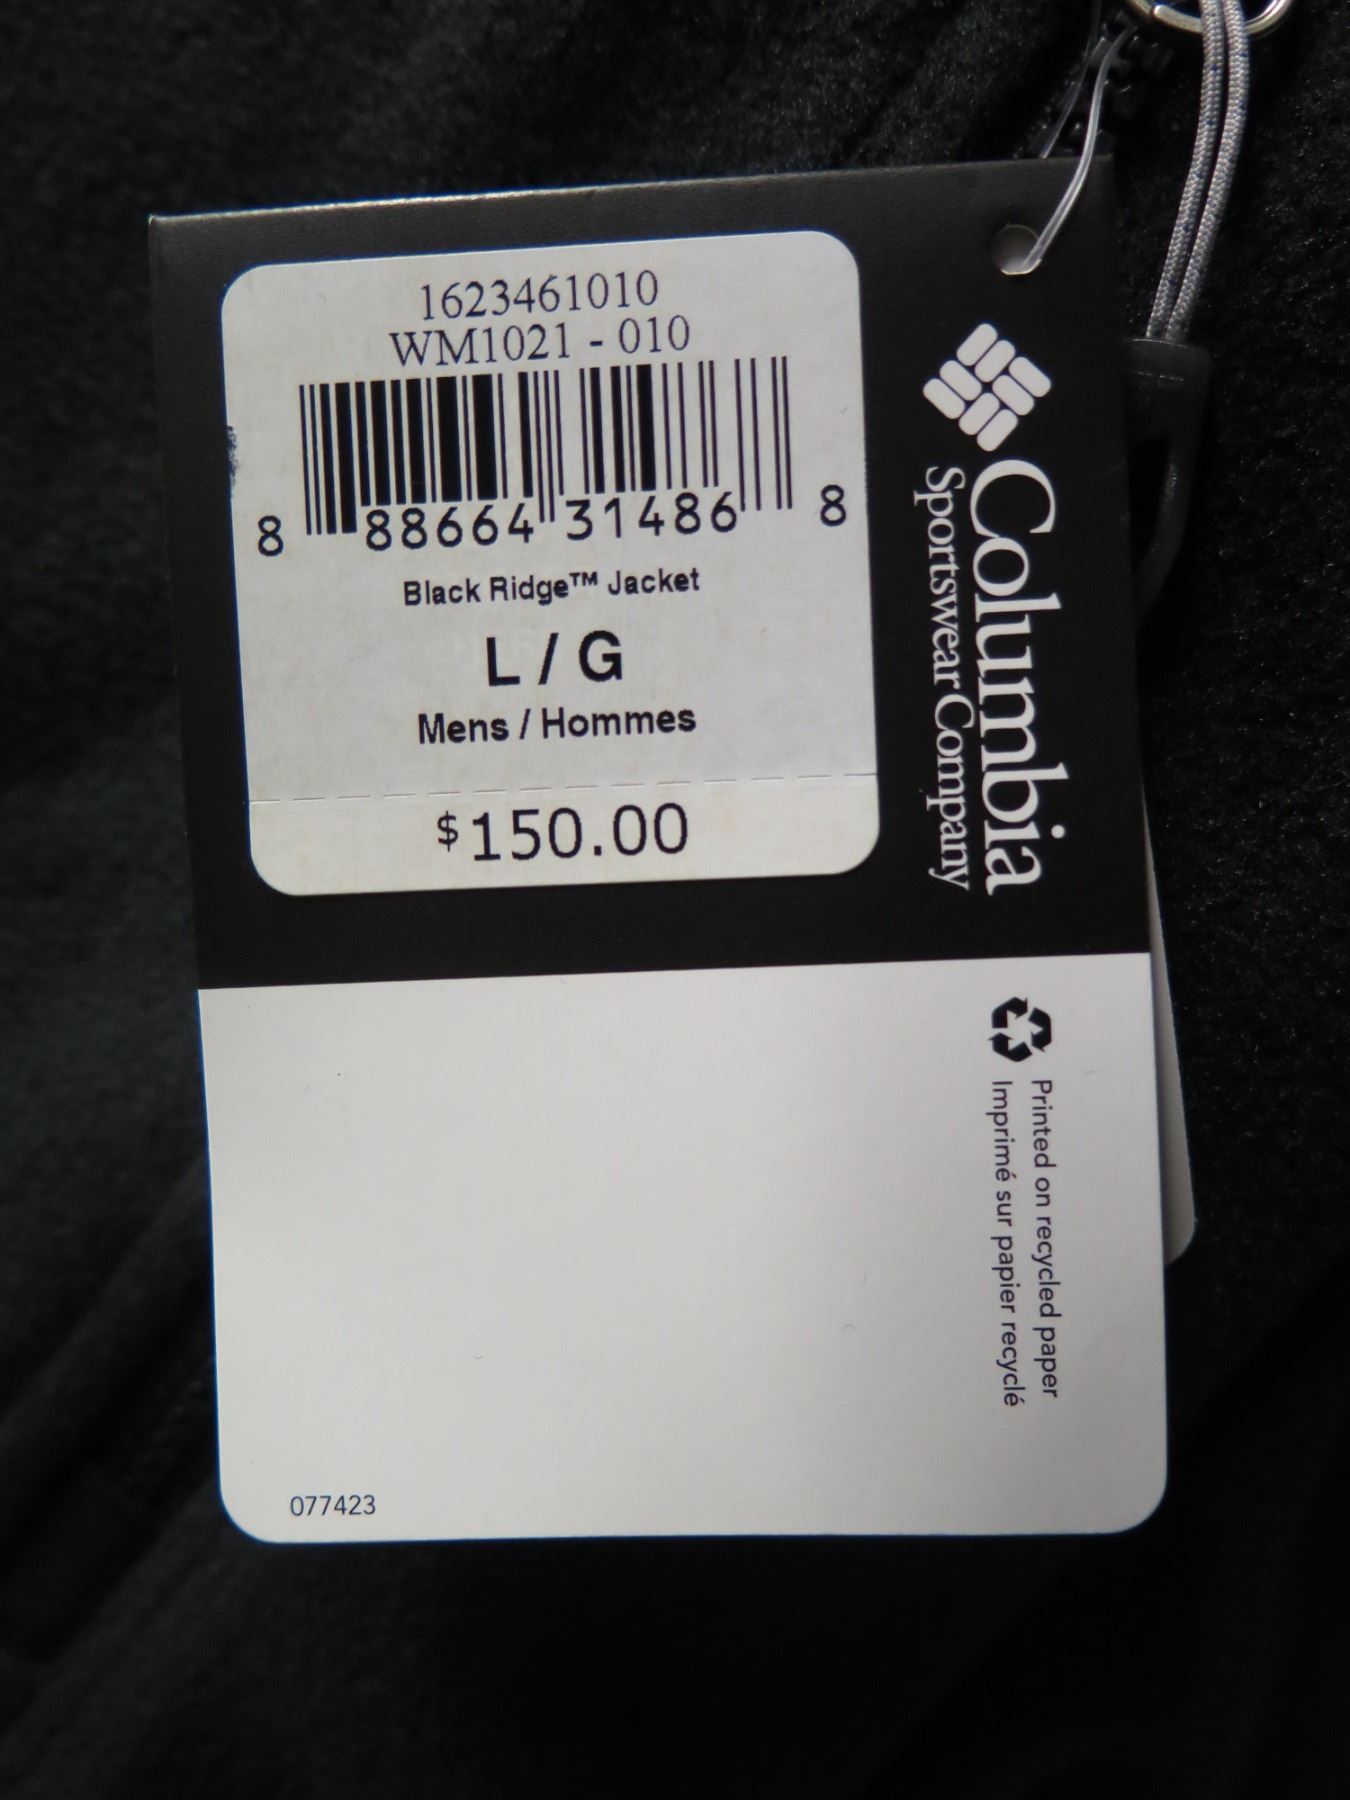 1623461010
WM1021 - 010
8 88664 31486 8
Black Ridge™ Jacket
L / G
Mens / Hommes
$150.00
Columbia
Sportswear Company
Printed on recycled paper
Imprimé sur papier recyclé
077423